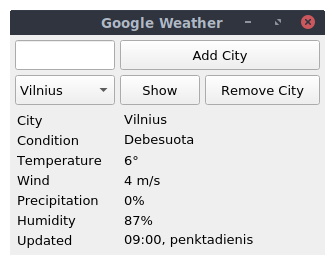 Google Weather
Add City
Vilnius Show Remove City
City Vilnius
Condition Debesuota
Temperature 6°
Wind 4 m/s
Precipitation 0%
Humidity 87%
Updated 09:00, penktadienis